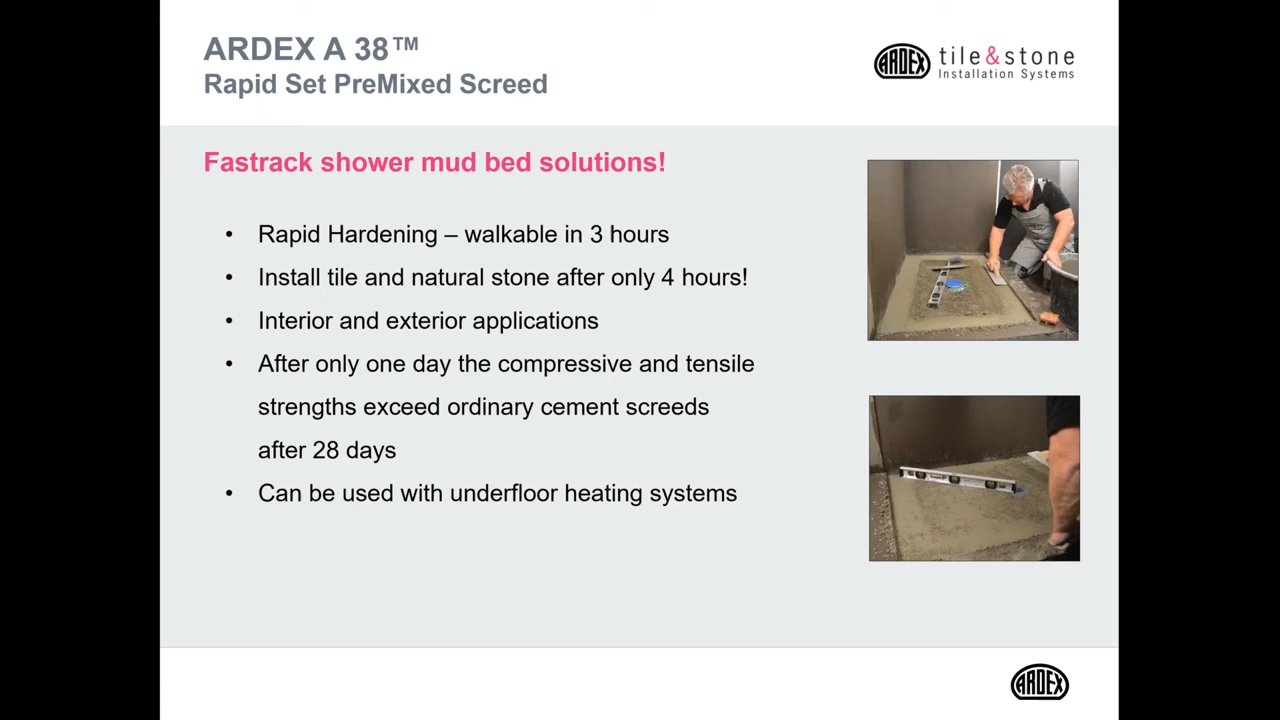 ARDEX A 38™
Rapid Set PreMixed Screed
ARDEX
tile&stone
Installation Systems
Fastrack shower mud bed solutions!
• Rapid Hardening – walkable in 3 hours
• Install tile and natural stone after only 4 hours!
• Interior and exterior applications
• After only one day the compressive and tensile
strengths exceed ordinary cement screeds
after 28 days
• Can be used with underfloor heating systems
ARDEX